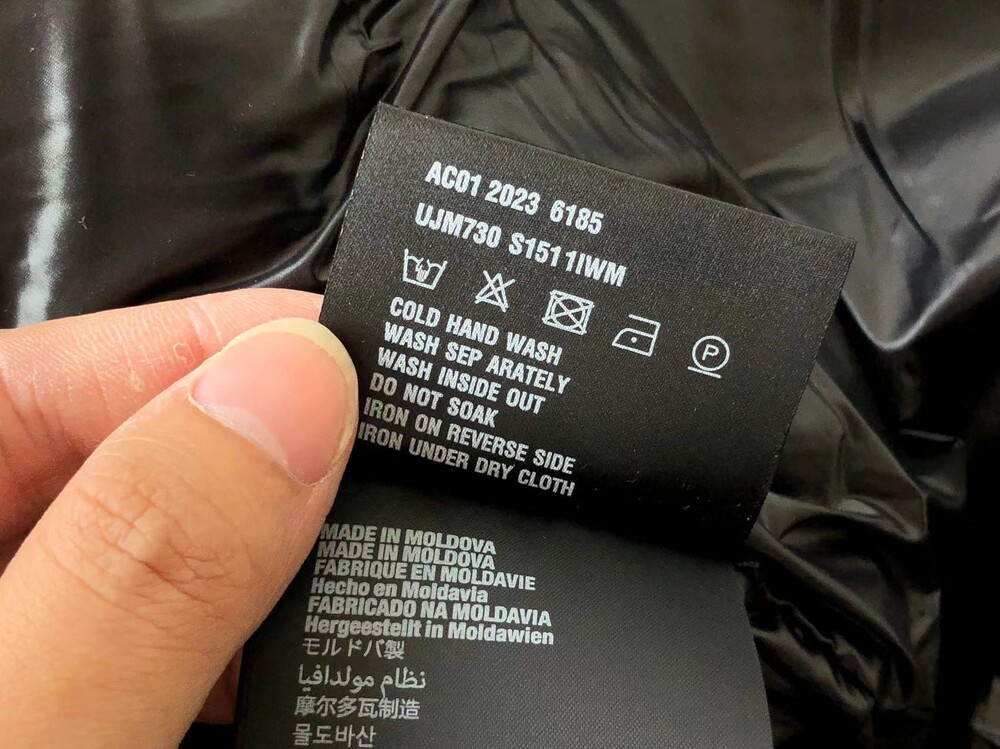 AC01 2023 6185
UJM730 S1511IWM
P
COLD HAND WASH
WASH SEP ARATELY
WASH INSIDE OUT
DO NOT SOAK
IRON ON REVERSE SIDE
IRON UNDER DRY CLOTH
MADE IN MOLDOVA
MADE IN MOLDOVA
FABRIQUE EN MOLDAVIE
Hecho en Moldavia
FABRICADO NA MOLDAVIA
Hergeestellt in Moldawien
モルドバ製
نظام مولدافيا
摩尔多瓦制造
몰도바산